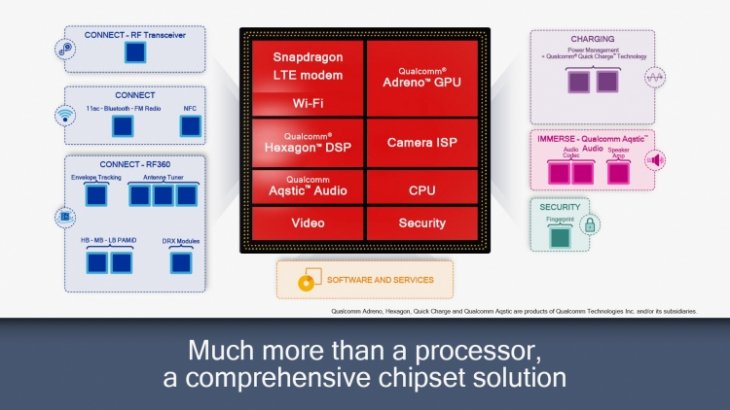 CONNECT - RF Transceiver
CONNECT
11ac - Bluetooth - FM Radio
NFC
CONNECT - RF360
Envelope Tracking
Antenna Tuner
HB - MB - LB PAMiD
DRX Modules
Snapdragon
LTE modem
Wi-Fi
Qualcomm®
Adreno™ GPU
Qualcomm®
Hexagon™ DSP
Camera ISP
Qualcomm
Aqstic™ Audio
CPU
Video
Security
CHARGING
Power Management
+ Qualcomm® Quick Charge™ Technology
IMMERSE - Qualcomm Aqstic™
Audio
Audio
Codec
Speaker
Amp
SECURITY
Fingerprint
SOFTWARE AND SERVICES
Qualcomm Adreno, Hexagon, Quick Charge and Qualcomm Aqstic are products of Qualcomm Technologies Inc. and/or its subsidiaries.
Much more than a processor,
a comprehensive chipset solution